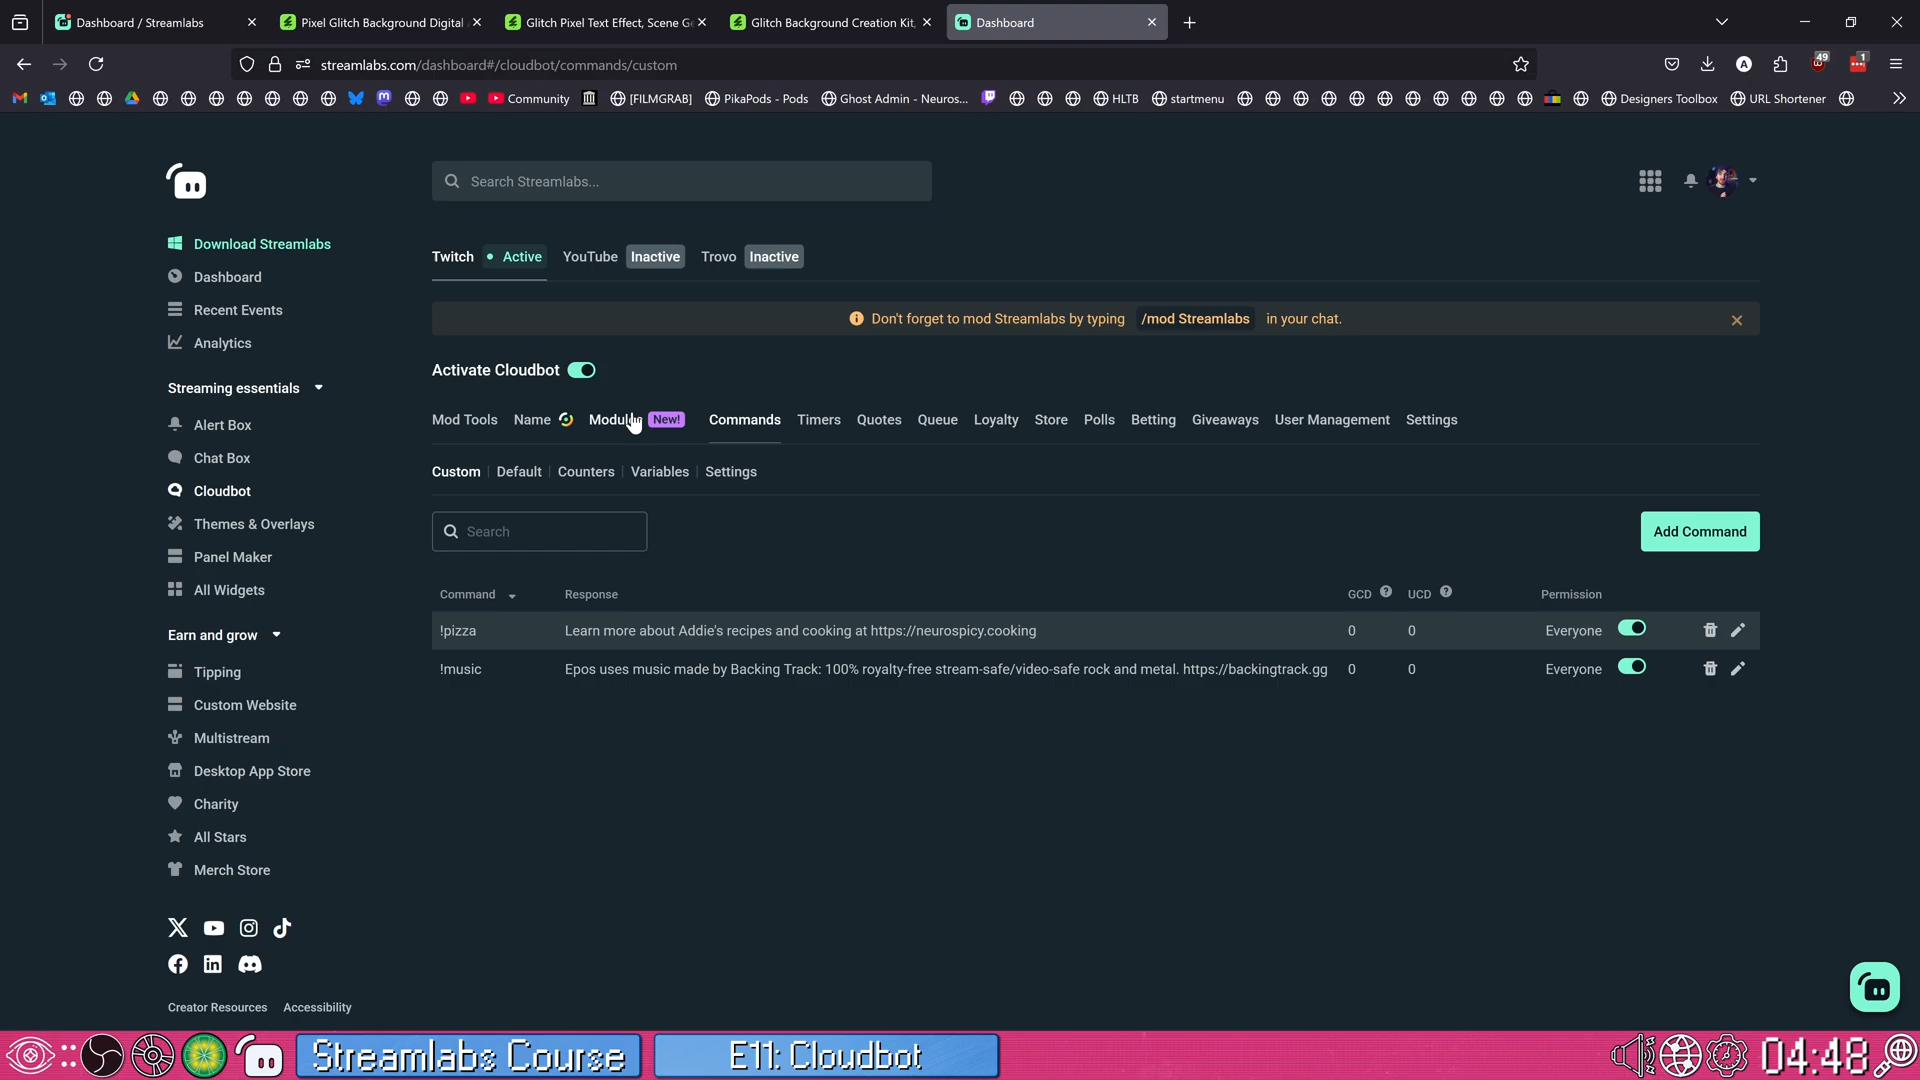 Dashboard / Streamlabs
Pixel Glitch Background Digital
Glitch Pixel Text Effect, Scene Ge
Glitch Background Creation Kit,
Dashboard
streamlabs.com/dashboard#/cloudbot/commands/custom
49
1
Community
[FILMGRAB]
PikaPods - Pods
Ghost Admin - Neuros...
HLTB
startmenu
Designers Toolbox
URL Shortener
Search Streamlabs...
Download Streamlabs
Dashboard
Recent Events
Analytics
Streaming essentials
Alert Box
Chat Box
Cloudbot
Themes & Overlays
Panel Maker
All Widgets
Earn and grow
Tipping
Custom Website
Multistream
Desktop App Store
Charity
All Stars
Merch Store
Creator Resources Accessibility
Twitch Active YouTube Inactive Trovo Inactive
Don't forget to mod Streamlabs by typing /mod Streamlabs in your chat.
Activate Cloudbot
Mod Tools Name Modul New! Commands Timers Quotes Queue Loyalty Store Polls Betting Giveaways User Management Settings
Custom Default Counters Variables Settings
Search
Add Command
Command Response GCD ? UCD ? Permission
!pizza Learn more about Addie's recipes and cooking at https://neurospicy.cooking 0 0 Everyone
!music Epos uses music made by Backing Track: 100% royalty-free stream-safe/video-safe rock and metal. https://backingtrack.gg 0 0 Everyone
Streamlabs Course
E11: Cloudbot
04:48